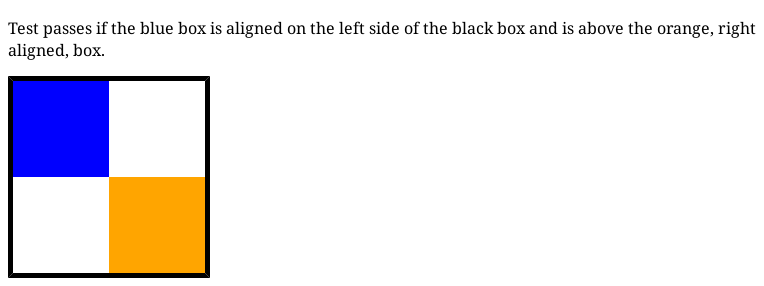 Test passes if the blue box is aligned on the left side of the black box and is above the orange, right
aligned, box.